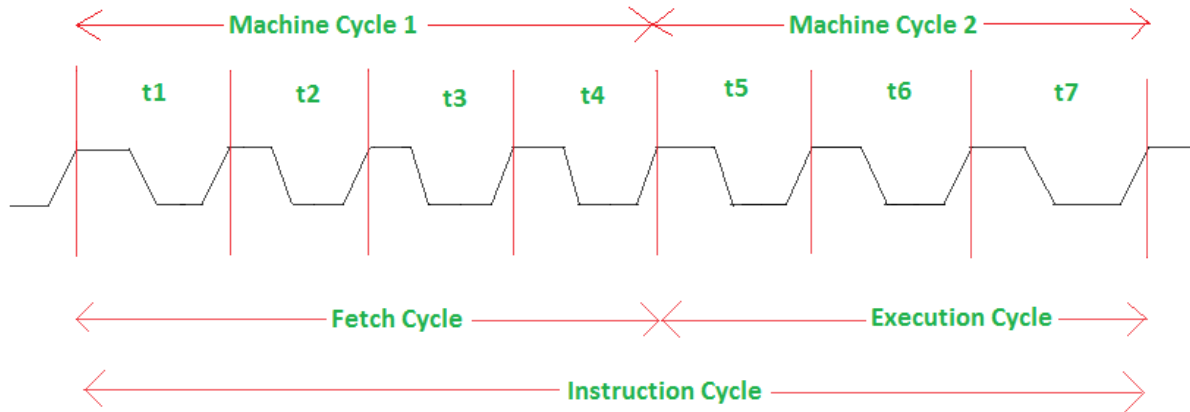 Machine Cycle 1 Machine Cycle 2
t1 t2 t3 t4 t5 t6 t7
Fetch Cycle Execution Cycle
Instruction Cycle